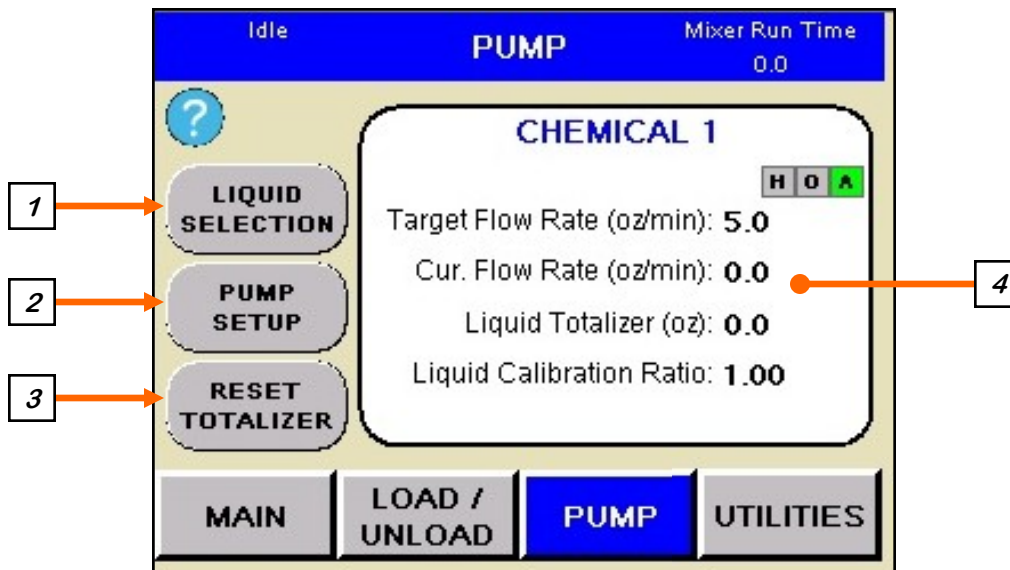 Idle
PUMP
Mixer Run Time
0.0
?
CHEMICAL 1
H O A
1
LIQUID
SELECTION
Target Flow Rate (oz/min): 5.0
Cur. Flow Rate (oz/min): 0.0
4
2
PUMP
SETUP
Liquid Totalizer (oz): 0.0
Liquid Calibration Ratio: 1.00
3
RESET
TOTALIZER
MAIN
LOAD /
UNLOAD
PUMP
UTILITIES